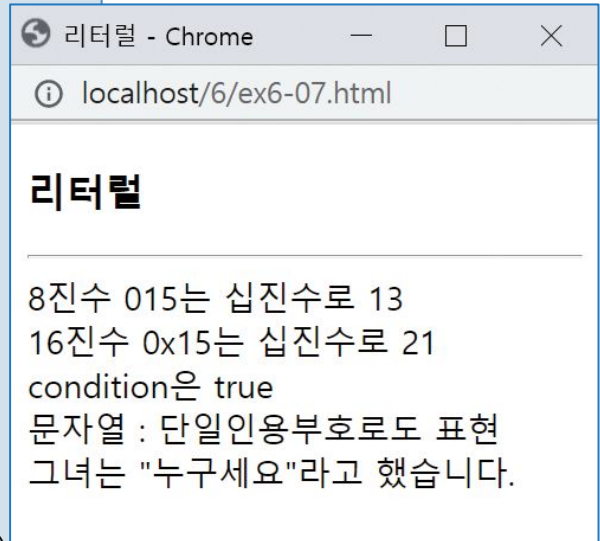 리터럴 - Chrome
localhost/6/ex6-07.html
리터럴
8진수 015는 십진수로 13
16진수 0x15는 십진수로 21
condition은 true
문자열 : 단일인용부호로도 표현
그녀는 "누구세요"라고 했습니다.